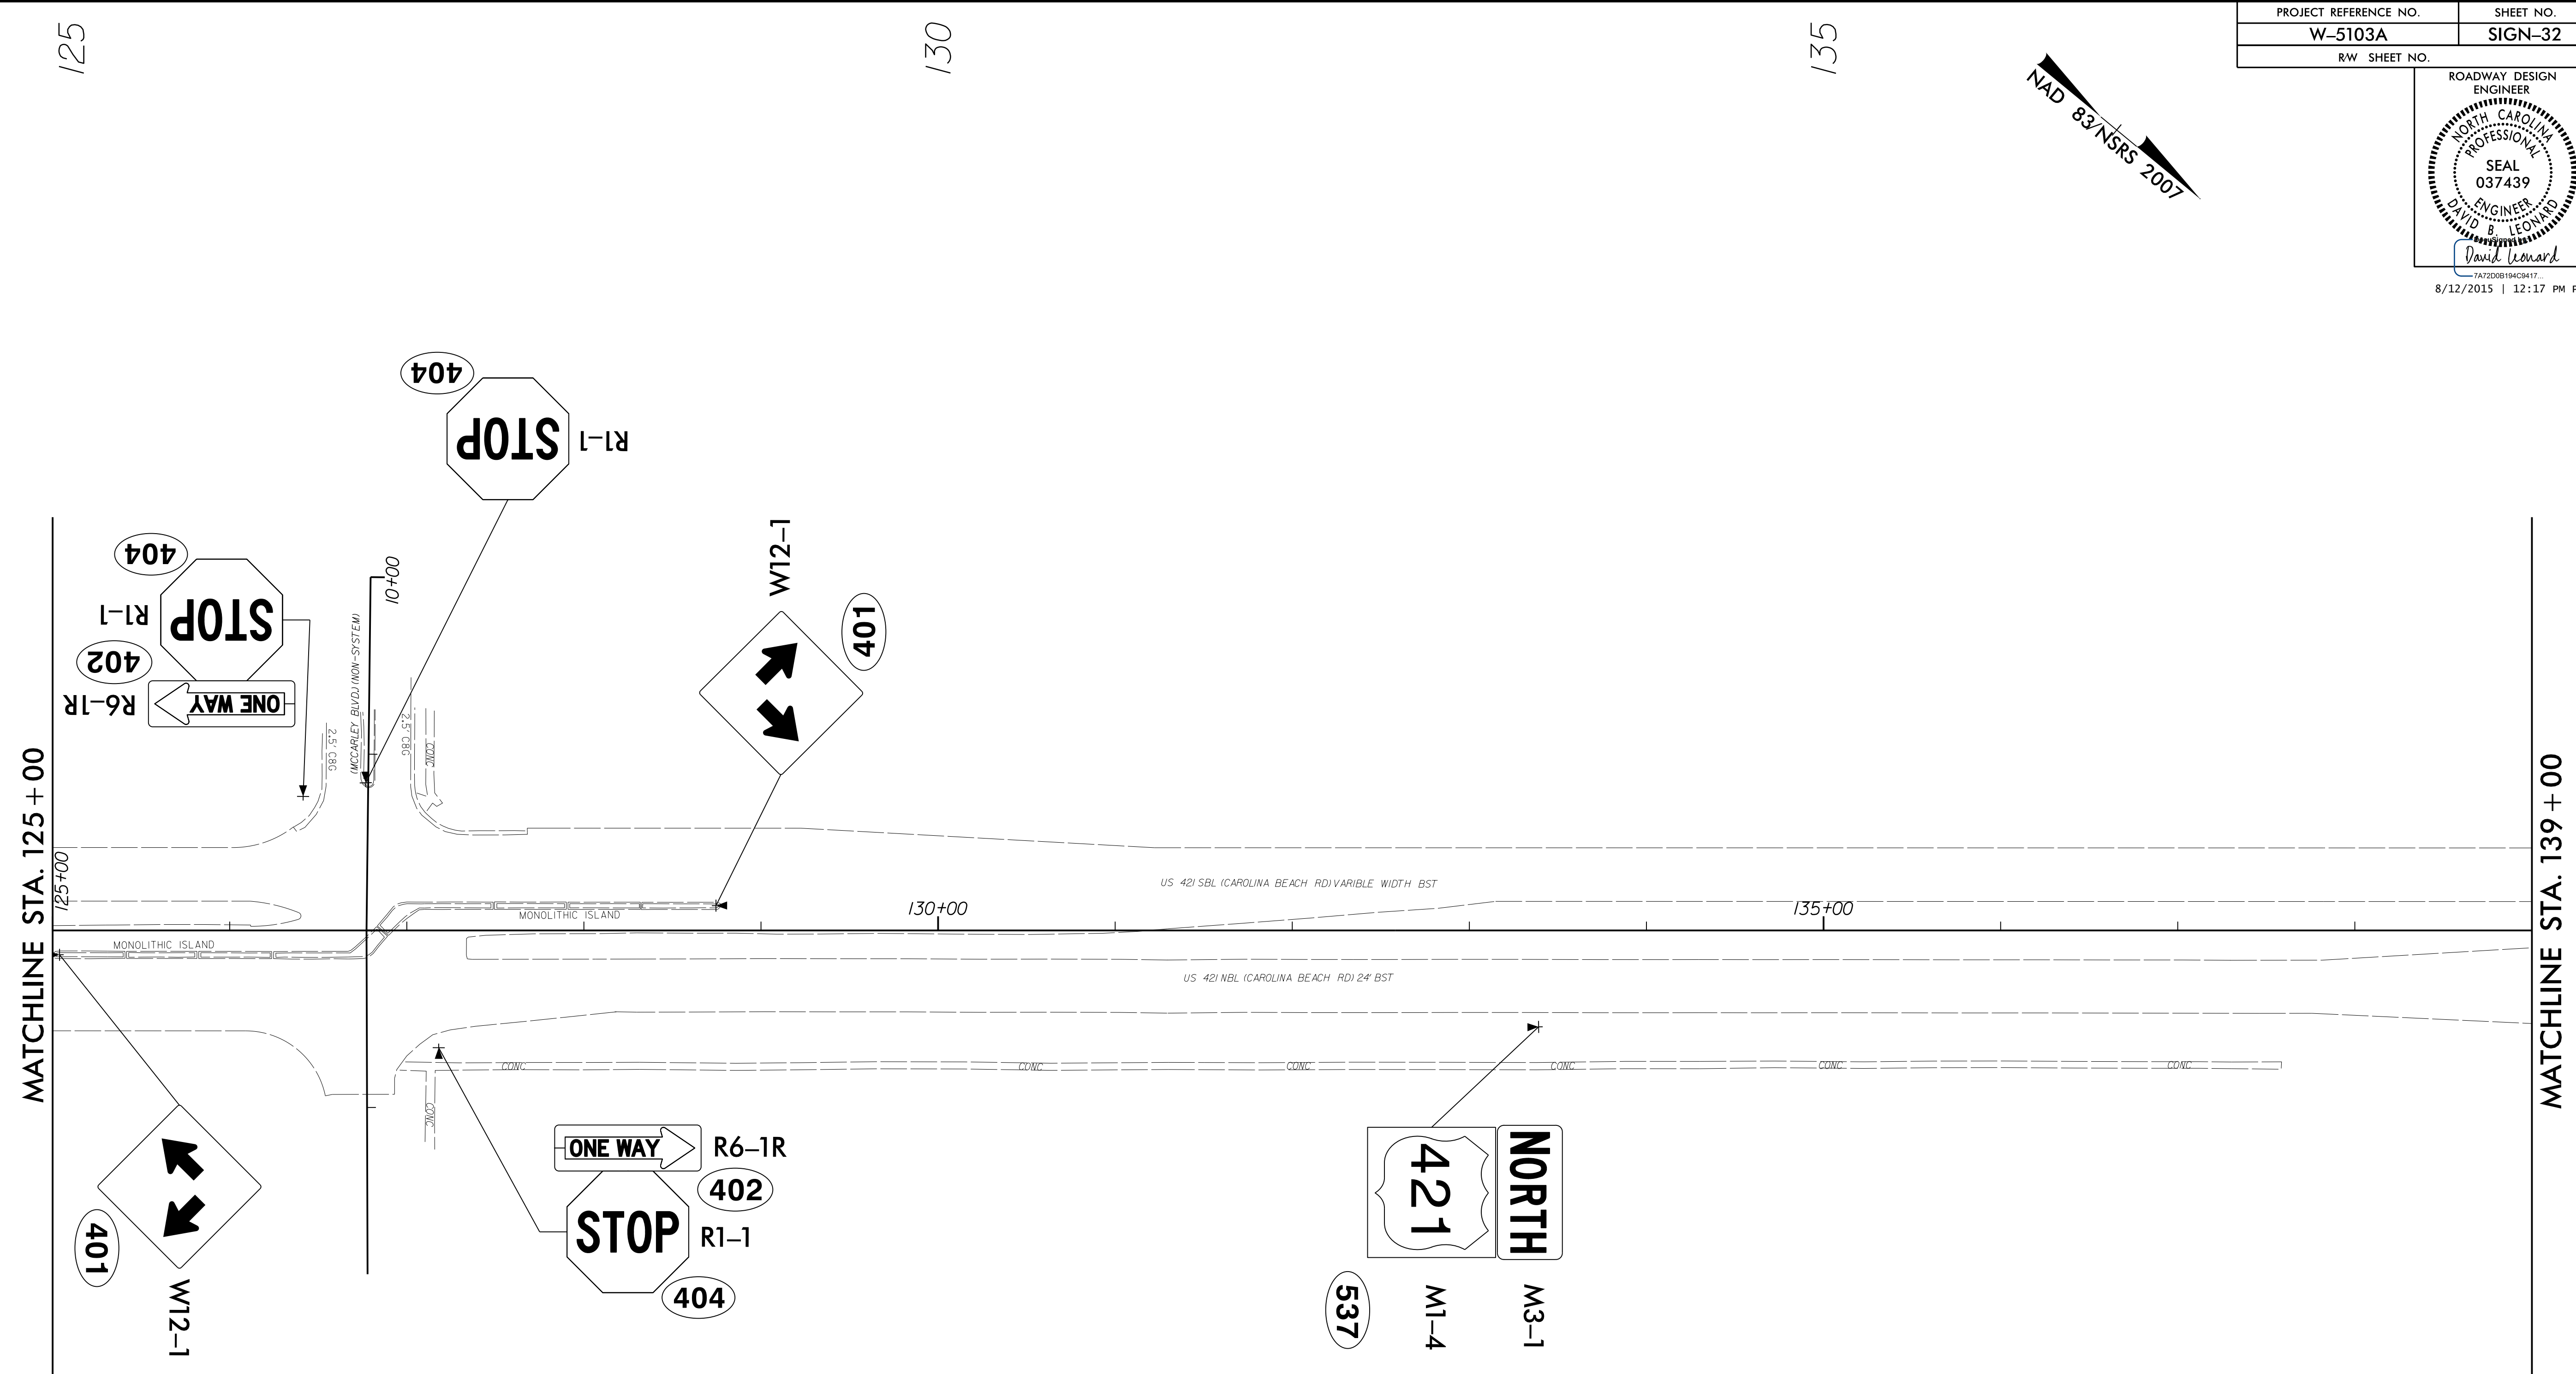 125
130
135
PROJECT REFERENCE NO.
SHEET NO.
W–5103A
SIGN–32
R/W SHEET NO.
ROADWAY DESIGN
ENGINEER
NORTH CAROLINA
PROFESSIONAL
SEAL
037439
ENGINEER
DAVID B. LEONARD
David Leonard
7A72D0B194C9417...
8/12/2015 | 12:17 PM
NAD 83/NSRS 2007
404
STOP
R1–1
404
STOP
R1–1
402
R6–1R
ONE WAY
10+00
(MCCARLEY BLVD.) (NON-SYSTEM)
2.5' C&G
2.5' C&G
CONC
W12–1
401
MATCHLINE STA. 125+00
125+00
MONOLITHIC ISLAND
MONOLITHIC ISLAND
130+00
135+00
US 421 SBL (CAROLINA BEACH RD) VARIBLE WIDTH BST
US 421 NBL (CAROLINA BEACH RD) 24' BST
MATCHLINE STA. 139+00
CONC
CONC
CONC
CONC
CONC
CONC
CONC
401
W12–1
ONE WAY
R6–1R
402
STOP
R1–1
404
NORTH
421
537
M1–4
M3–1